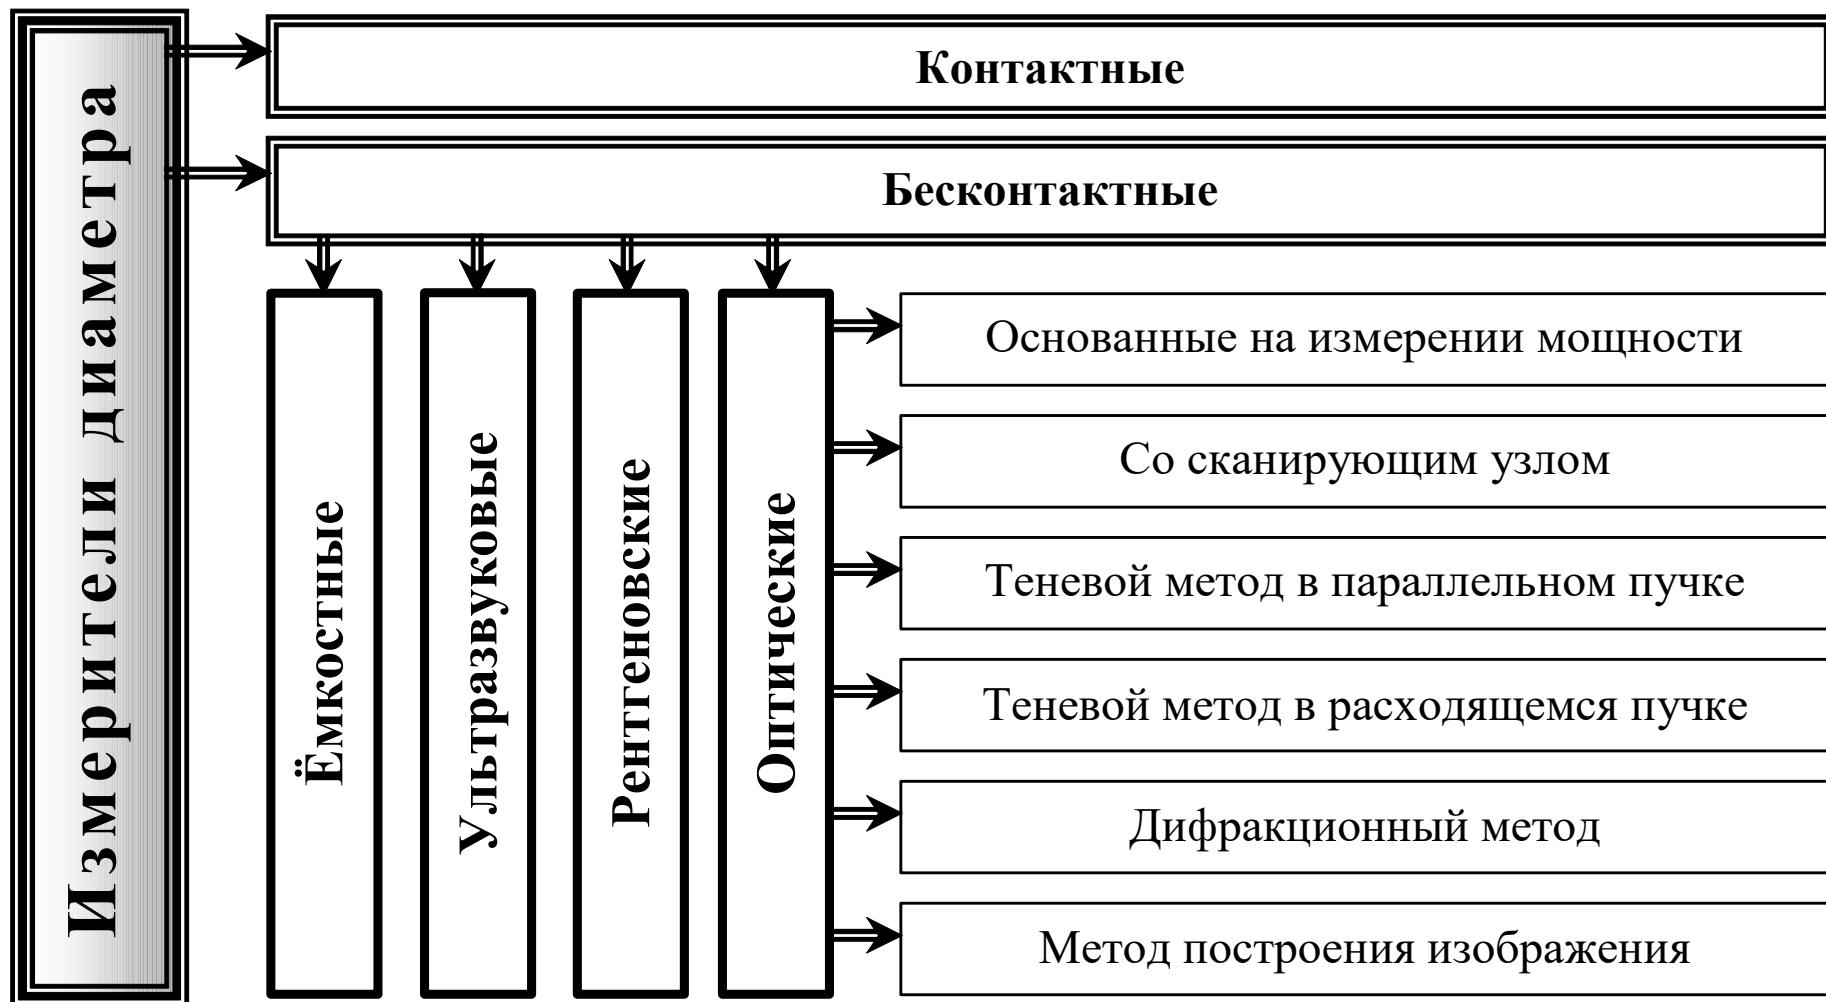 Измерители диаметра
Контактные
Бесконтактные
Ёмкостные
Ультразвуковые
Рентгеновские
Оптические
Основанные на измерении мощности
Со сканирующим узлом
Теневой метод в параллельном пучке
Теневой метод в расходящемся пучке
Дифракционный метод
Метод построения изображения